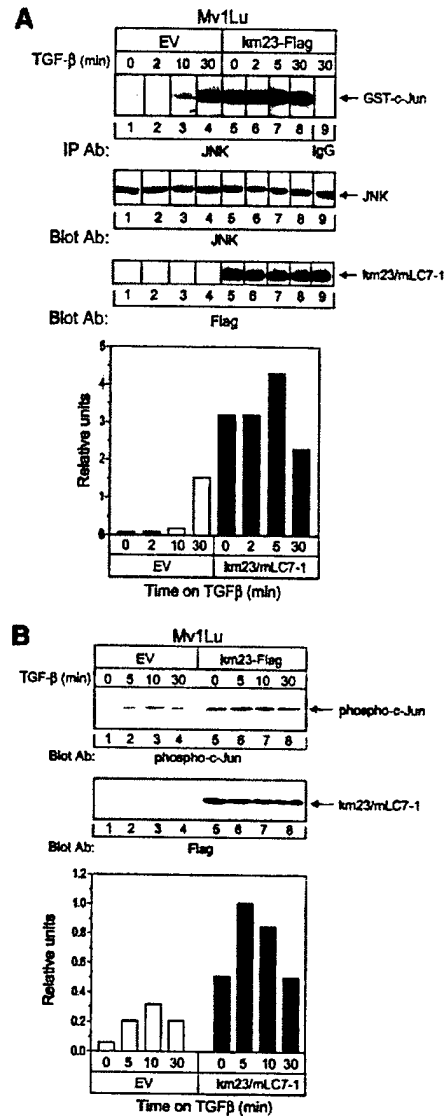 A
Mv1Lu
EV km23-Flag
TGF-β (min) 0 2 10 30 0 2 5 30 30
GST-c-Jun
1 2 3 4 5 6 7 8 9
IP Ab: JNK IgG
JNK
1 2 3 4 5 6 7 8 9
Blot Ab: JNK
km23/mLC7-1
1 2 3 4 5 6 7 8 9
Blot Ab: Flag
5
4
3
2
1
0
Relative units
0 2 10 30 0 2 5 30
EV km23/mLC7-1
Time on TGFβ (min)
B
Mv1Lu
EV km23-Flag
TGF-β (min) 0 5 10 30 0 5 10 30
phospho-c-Jun
1 2 3 4 5 6 7 8
Blot Ab: phospho-c-Jun
km23/mLC7-1
1 2 3 4 5 6 7 8
Blot Ab: Flag
1.2
1.0
0.8
0.6
0.4
0.2
0.0
Relative units
0 5 10 30 0 5 10 30
EV km23/mLC7-1
Time on TGFβ (min)